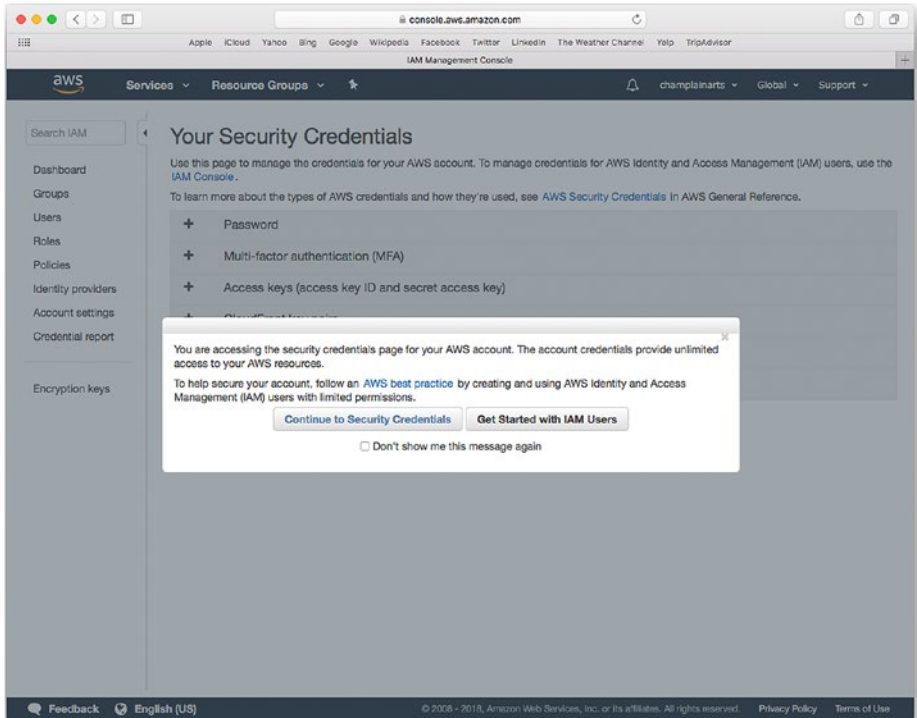 console.aws.amazon.com
Apple iCloud Yahoo Bing Google Wikipedia Facebook Twitter LinkedIn The Weather Channel Yelp TripAdvisor
IAM Management Console
aws Services Resource Groups champlainarts Global Support
Search IAM
Dashboard
Groups
Users
Roles
Policies
Identity providers
Account settings
Credential report
Encryption keys
Your Security Credentials
Use this page to manage the credentials for your AWS account. To manage credentials for AWS Identity and Access Management (IAM) users, use the
IAM Console.
To learn more about the types of AWS credentials and how they're used, see AWS Security Credentials in AWS General Reference.
+ Password
+ Multi-factor authentication (MFA)
+ Access keys (access key ID and secret access key)
You are accessing the security credentials page for your AWS account. The account credentials provide unlimited
access to your AWS resources.
To help secure your account, follow an AWS best practice by creating and using AWS Identity and Access
Management (IAM) users with limited permissions.
Continue to Security Credentials Get Started with IAM Users
Don't show me this message again
Feedback English (US) © 2008 - 2018, Amazon Web Services, Inc. or its affiliates. All rights reserved. Privacy Policy Terms of Use